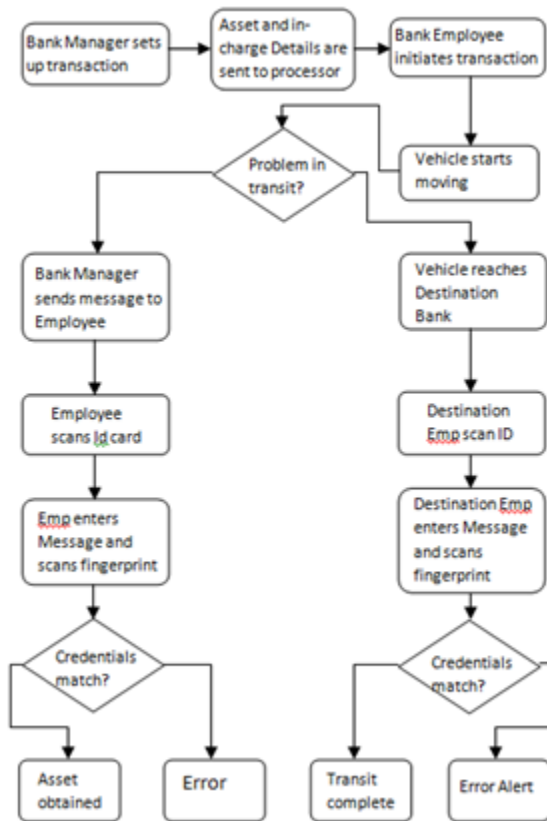 Bank Manager sets
up transaction
Asset and in-
charge Details are
sent to processor
Bank Employee
initiates transaction
Vehicle starts
moving
Problem in
transit?
Bank Manager
sends message to
Employee
Vehicle reaches
Destination
Bank
Employee
scans Id card
Destination
Emp scan ID
Emp enters
Message and
scans fingerprint
Destination Emp
enters Message
and scans
fingerprint
Credentials
match?
Credentials
match?
Asset
obtained
Error
Transit
complete
Error Alert